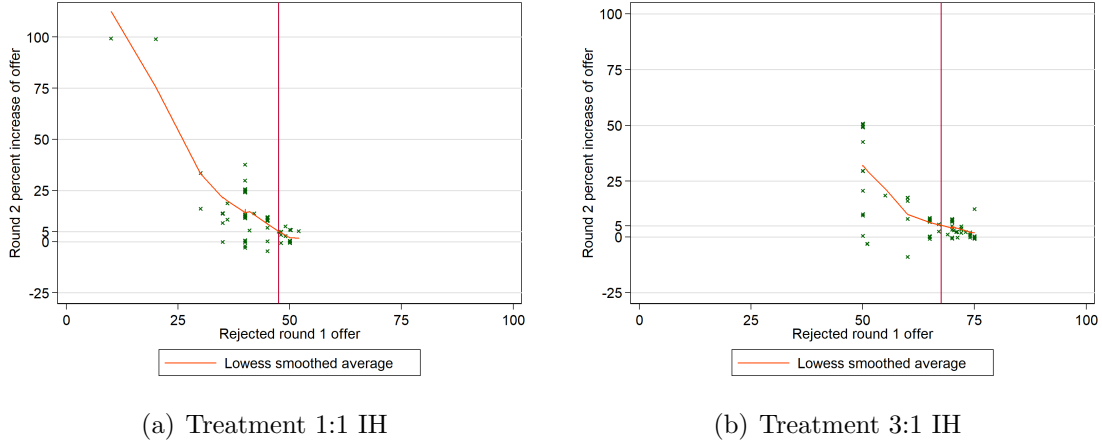 Round 2 percent increase of offer
100
75
50
25
5
0
-25
0 25 50 75 100
Rejected round 1 offer
Lowess smoothed average
(a) Treatment 1:1 IH
Round 2 percent increase of offer
100
75
50
25
5
0
-25
0 25 50 75 100
Rejected round 1 offer
Lowess smoothed average
(b) Treatment 3:1 IH